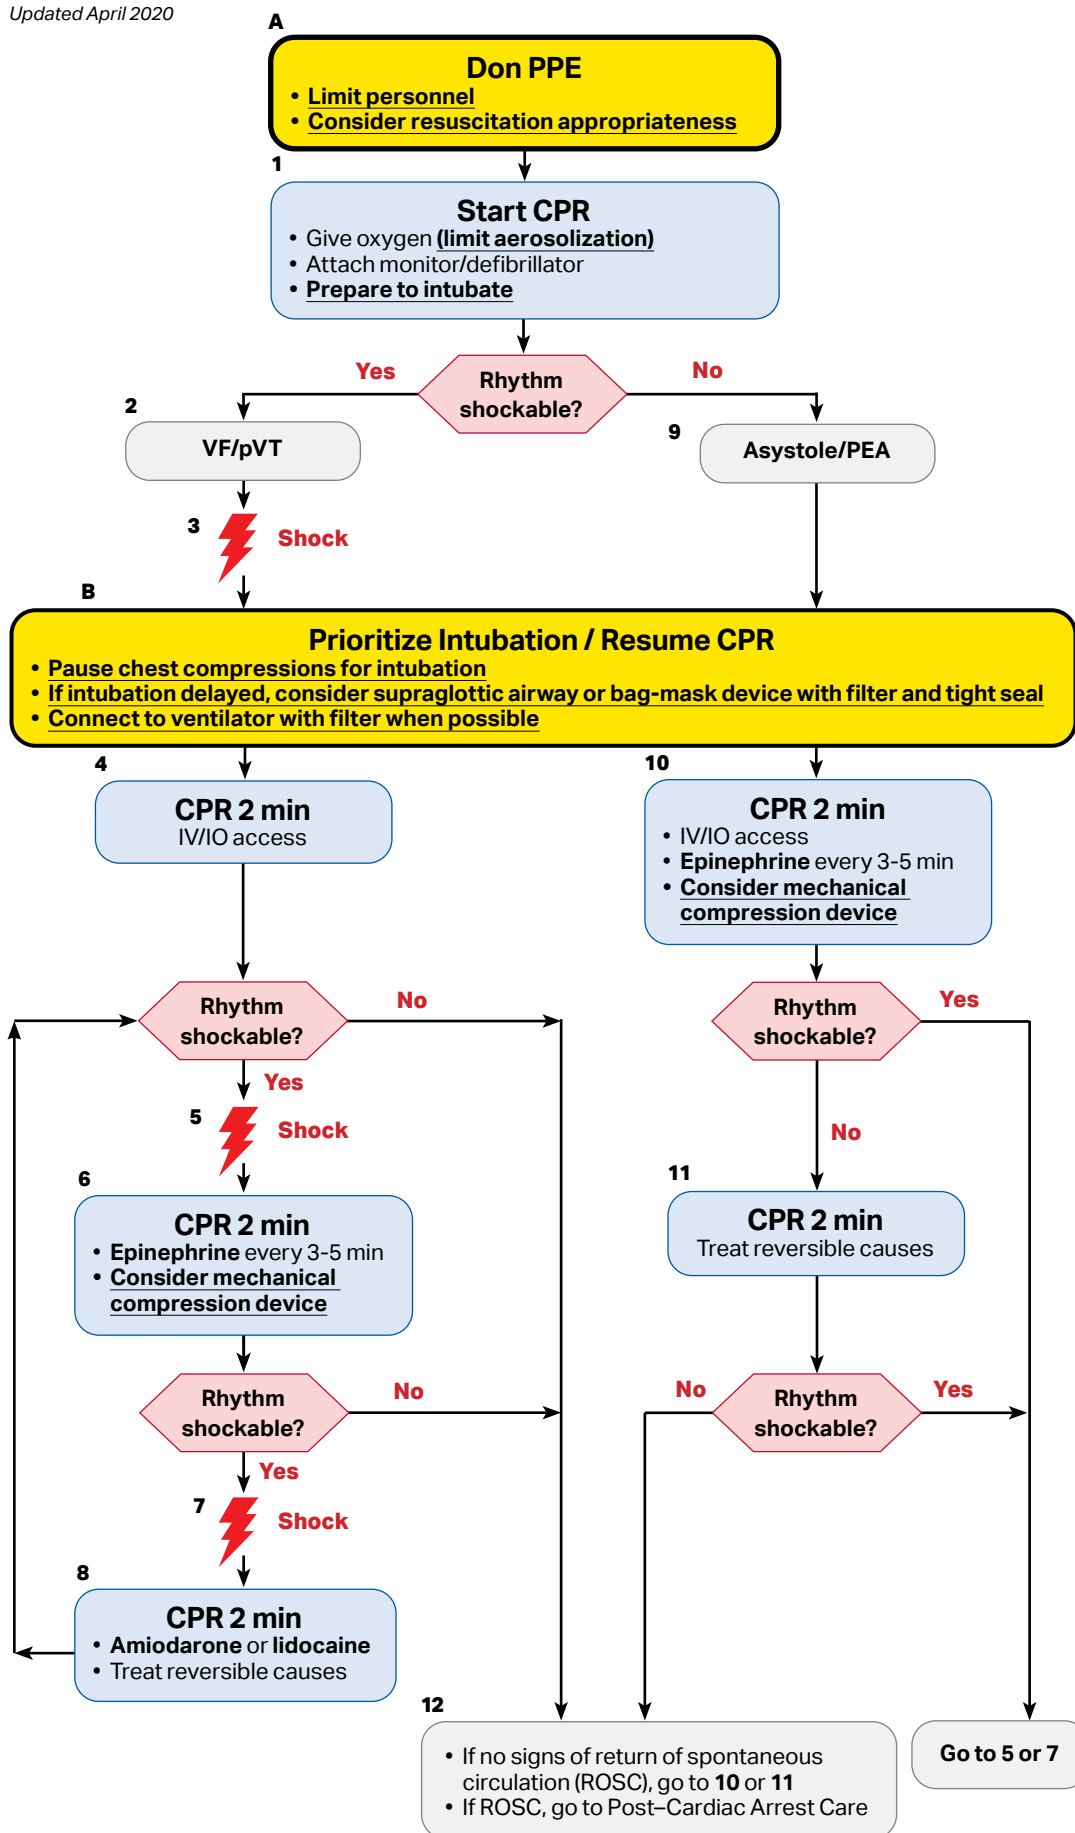 Updated April 2020
A
Don PPE
• Limit personnel
• Consider resuscitation appropriateness
1
Start CPR
• Give oxygen (limit aerosolization)
• Attach monitor/defibrillator
• Prepare to intubate
Yes
Rhythm
shockable?
No
2
VF/pVT
9
Asystole/PEA
3
Shock
B
Prioritize Intubation / Resume CPR
• Pause chest compressions for intubation
• If intubation delayed, consider supraglottic airway or bag-mask device with filter and tight seal
• Connect to ventilator with filter when possible
4
CPR 2 min
IV/IO access
10
CPR 2 min
• IV/IO access
• Epinephrine every 3-5 min
• Consider mechanical
compression device
Rhythm
shockable?
No
Yes
5
Shock
6
CPR 2 min
• Epinephrine every 3-5 min
• Consider mechanical
compression device
Rhythm
shockable?
Yes
No
11
CPR 2 min
Treat reversible causes
Rhythm
shockable?
No
Yes
7
Shock
8
CPR 2 min
• Amiodarone or lidocaine
• Treat reversible causes
No
Rhythm
shockable?
Yes
12
• If no signs of return of spontaneous
circulation (ROSC), go to 10 or 11
• If ROSC, go to Post–Cardiac Arrest Care
Go to 5 or 7